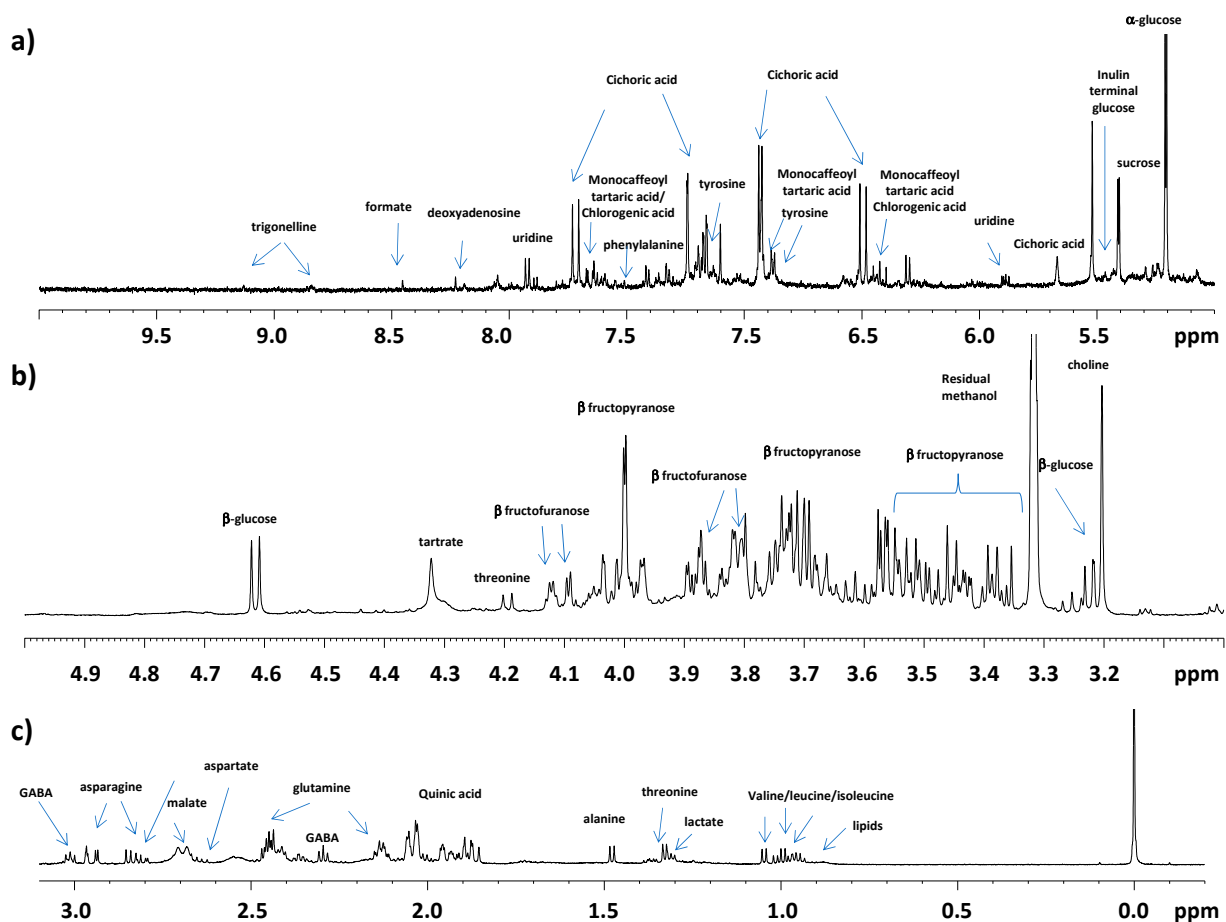 a)
α-glucose
Cichoric acid
Cichoric acid
Inulin
terminal
glucose
sucrose
Monocaffeoyl
tartaric acid/
Chlorogenic acid
tyrosine
Monocaffeoyl
tartaric acid
tyrosine
Monocaffeoyl
tartaric acid
Chlorogenic acid
trigonelline
formate
deoxyadenosine
uridine
phenylalanine
uridine
Cichoric acid
9.5 9.0 8.5 8.0 7.5 7.5 6.5 6.0 5.5 ppm
b)
β-glucose
tartrate
threonine
β fructofuranose
β fructopyranose
β fructofuranose
β fructopyranose
β fructopyranose
Residual
methanol
choline
β-glucose
4.9 4.8 4.7 4.6 4.5 4.4 4.3 4.2 4.1 4.0 3.9 3.8 3.7 3.6 3.5 3.4 3.3 3.2 ppm
c)
GABA
asparagine
malate
aspartate
glutamine
GABA
Quinic acid
alanine
threonine
lactate
Valine/leucine/isoleucine
lipids
3.0 2.5 2.0 1.5 1.0 0.5 0.0 ppm